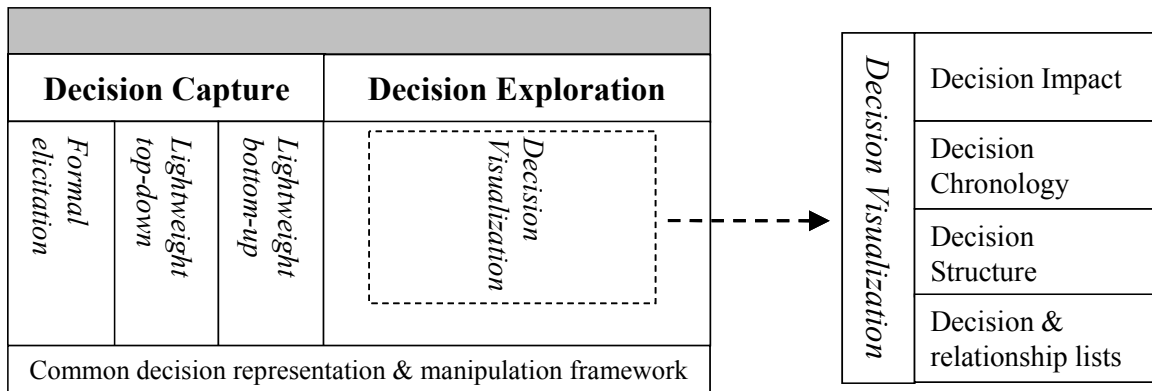 Decision Capture
Decision Exploration
Formal
elicitation
Lightweight
top-down
Lightweight
bottom-up
Decision
Visualization
Common decision representation & manipulation framework
Decision Visualization
Decision Impact
Decision
Chronology
Decision
Structure
Decision &
relationship lists